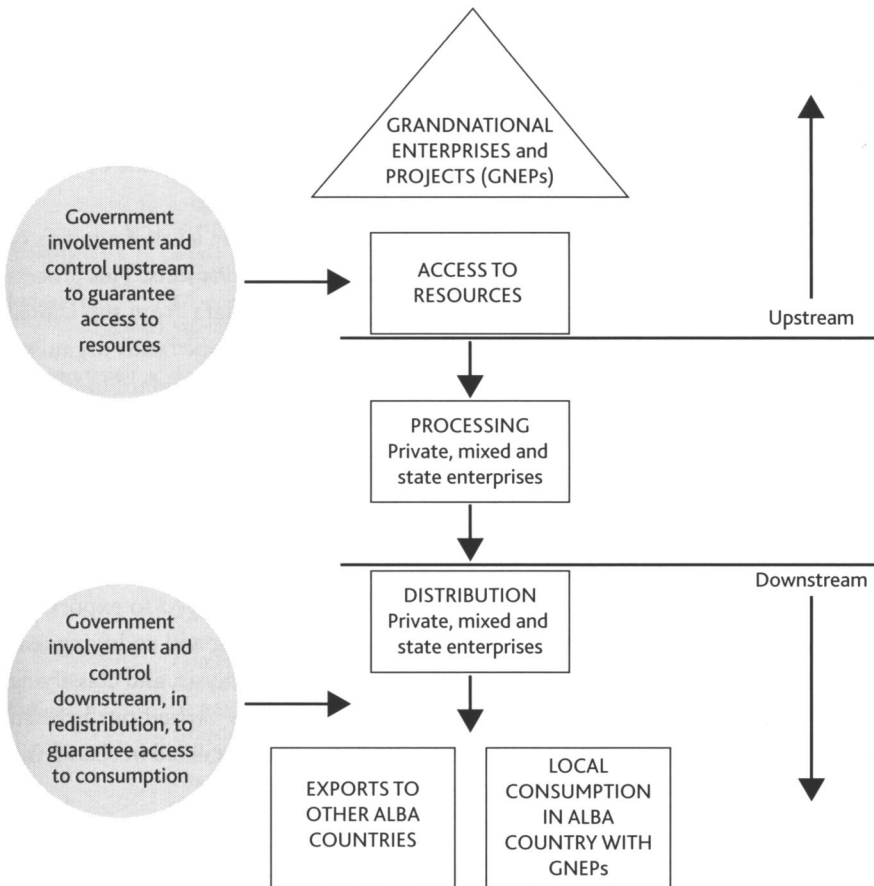 GRANDNATIONAL
ENTERPRISES and
PROJECTS (GNEPs)
Government
involvement and
control upstream
to guarantee
access to
resources
ACCESS TO
RESOURCES
Upstream
PROCESSING
Private, mixed and
state enterprises
Downstream
DISTRIBUTION
Private, mixed and
state enterprises
Government
involvement and
control
downstream, in
redistribution, to
guarantee access
to consumption
EXPORTS TO
OTHER ALBA
COUNTRIES
LOCAL
CONSUMPTION
IN ALBA
COUNTRY WITH
GNEPs